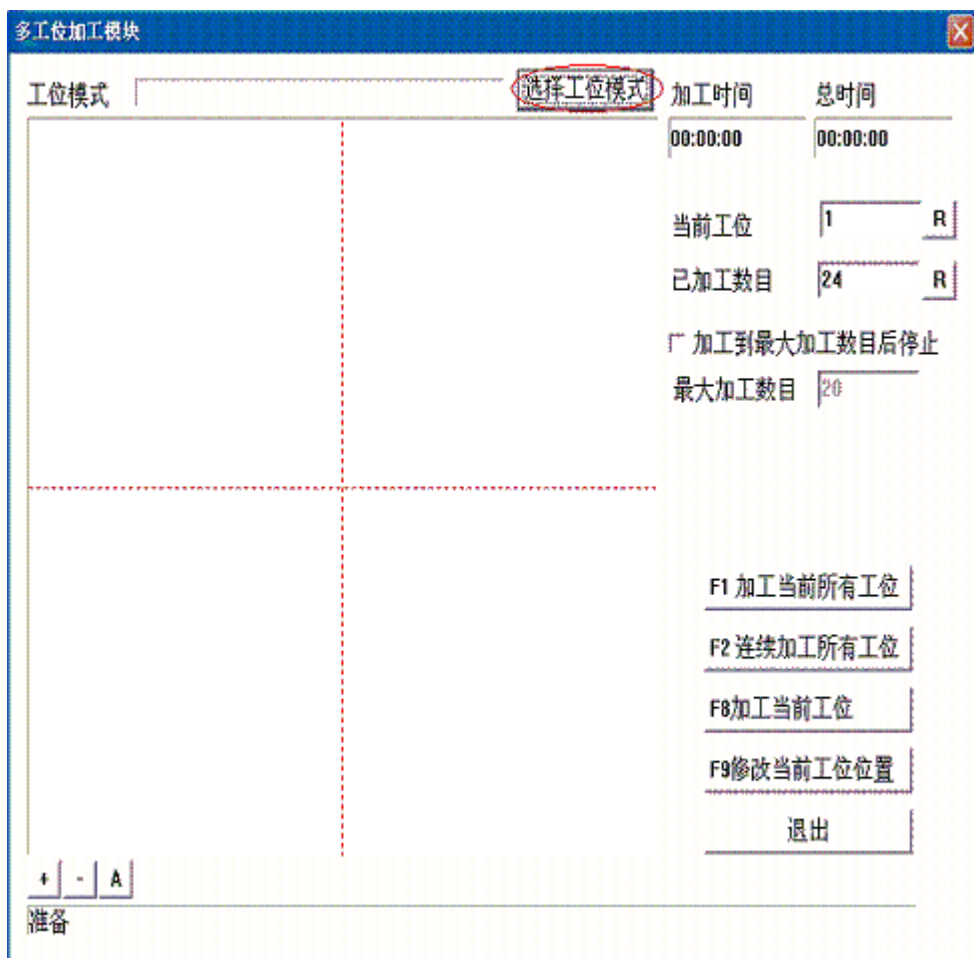 多工位加工模块
工位模式 选择工位模式 加工时间 总时间
00:00:00 00:00:00
当前工位 1 R
已加工数目 24 R
加工到最大加工数目后停止
最大加工数目 20
F1 加工当前所有工位
F2 连续加工所有工位
F8加工当前工位
F9修改当前工位位置
退出
+ - A
准备